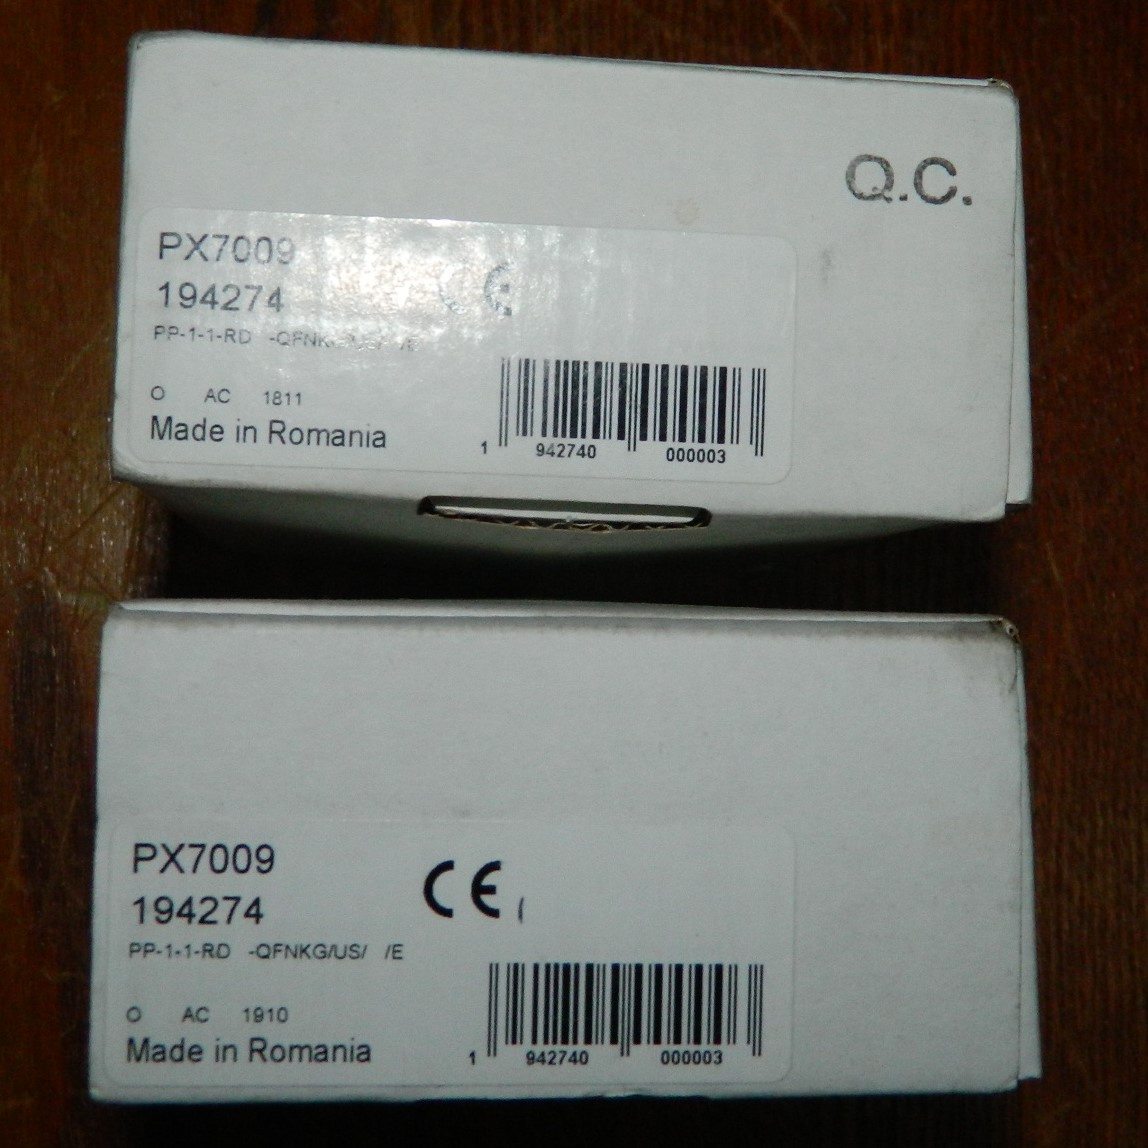 Q.C.
PX7009
CE
194274
PP-1-1-RD
O AC 1811
Made in Romania
1 942740 000003
PX7009
CE
194274
PP-1-1-RD -QFNKG/US/ /E
O AC 1910
Made in Romania
1 942740 000003